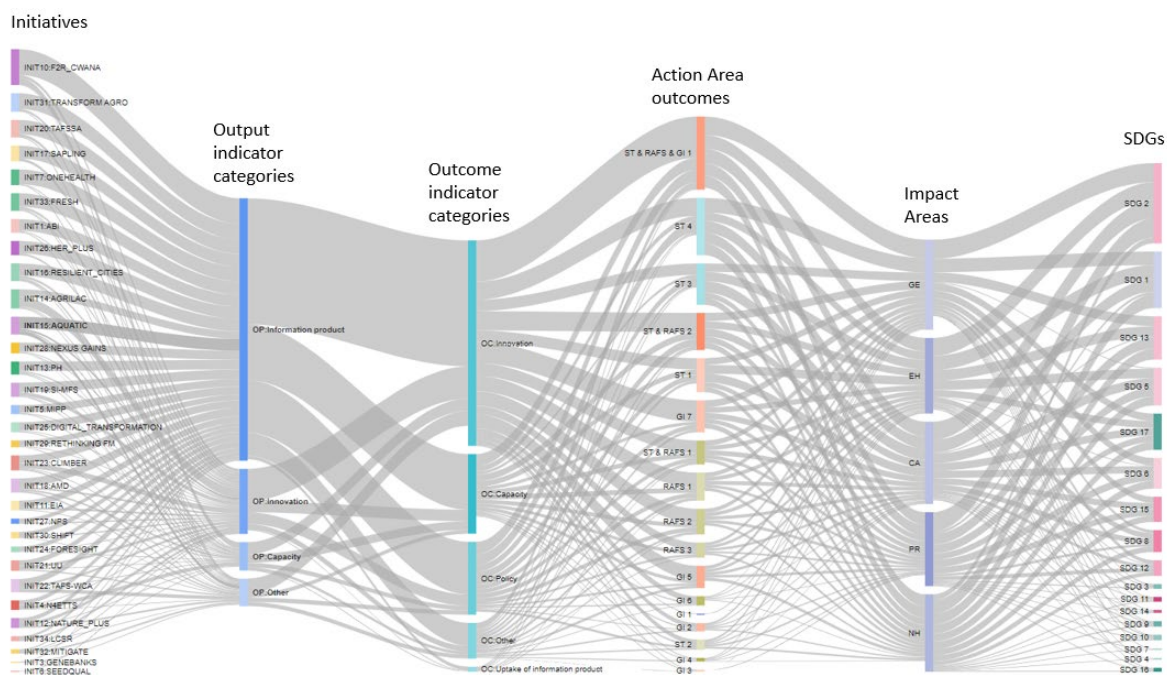 Initiatives
INIT10:F2R_CWANA
INIT31:TRANSFORM AGRO
INIT20:TAFSSA
INIT17:SAPLING
INIT7:ONEHEALTH
INIT33:FRESH
INIT1:ABI
INIT26:HER_PLUS
INIT16:RESILIENT_CITIES
INIT14:AGRILAC
INIT15:AQUATIC
INIT28:NEXUS GAINS
INIT13:PH
INIT19:SI-MFS
INIT5:MIPP
INIT25:DIGITAL_TRANSFORMATION
INIT29:RETHINKING FM
INIT23:CLIMBER
INIT18:AMD
INIT11:EIA
INIT27:NPS
INIT30:SHIFT
INIT24:FORESIGHT
INIT21:UU
INIT22:TAFS-WCA
INIT4:N4ETTS
INIT12:NATURE_PLUS
INIT34:LCSR
INIT32:MITIGATE
INIT3:GENEBANKS
INIT6:SEEDQUAL
Output
indicator
categories
OP:Information product
OP:Innovation
OP:Capacity
OP:Other
Outcome
indicator
categories
OC:Innovation
OC:Capacity
OC:Policy
OC:Other
OC:Uptake of information product
Action Area
outcomes
ST & RAFS & GI 1
ST 4
ST 3
ST & RAFS 2
ST 1
GI 7
ST & RAFS 1
RAFS 1
RAFS 2
RAFS 3
GI 5
GI 6
GI 1
GI 2
ST 2
GI 4
GI 3
Impact
Areas
GE
EH
CA
PR
NH
SDGs
SDG 2
SDG 1
SDG 13
SDG 5
SDG 17
SDG 6
SDG 15
SDG 8
SDG 12
SDG 3
SDG 11
SDG 14
SDG 9
SDG 10
SDG 7
SDG 4
SDG 16